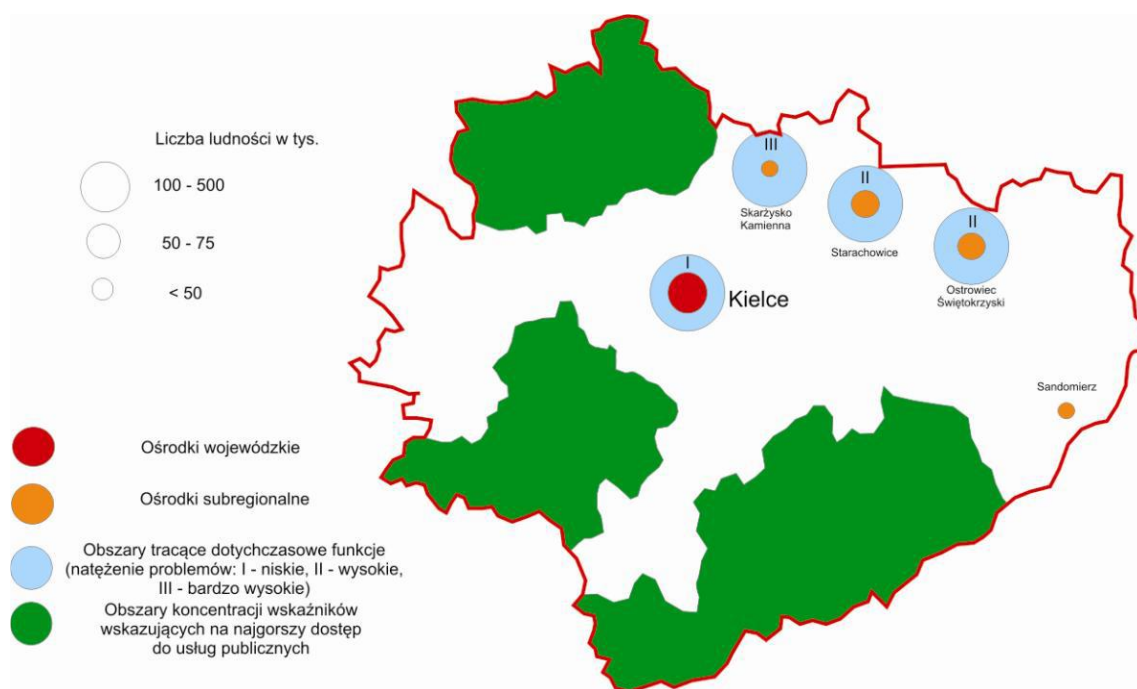 Liczba ludności w tys.
100 - 500
50 - 75
< 50
Ośrodki wojewódzkie
Ośrodki subregionalne
Obszary tracące dotychczasowe funkcje
(natężenie problemów: I - niskie, II - wysokie,
III - bardzo wysokie)
Obszary koncentracji wskaźników
wskazujących na najgorszy dostęp
do usług publicznych
III
Skarżysko
Kamienna
II
Starachowice
II
Ostrowiec
Świętokrzyski
I
Kielce
Sandomierz